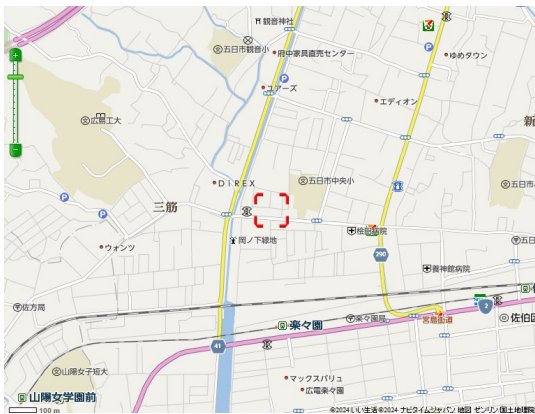 観音神社
五日市観音小
府中家具直売センター
ゆめタウン
ユアーズ
エディオン
広島工大
新
DiREX
五日市中央小
五日市
三筋
岡ノ下緑地
桧田病院
ウォンツ
五日
290
養神館病院
佐方局
2
楽々園
楽々園局
宮島街道
佐伯区
41
山陽女子短大
マックスバリュ
広電楽々園
山陽女学園前
100 m
©2024 いい生活 ©2024 ナビタイムジャパン 地図 ゼンリン 国土地理院